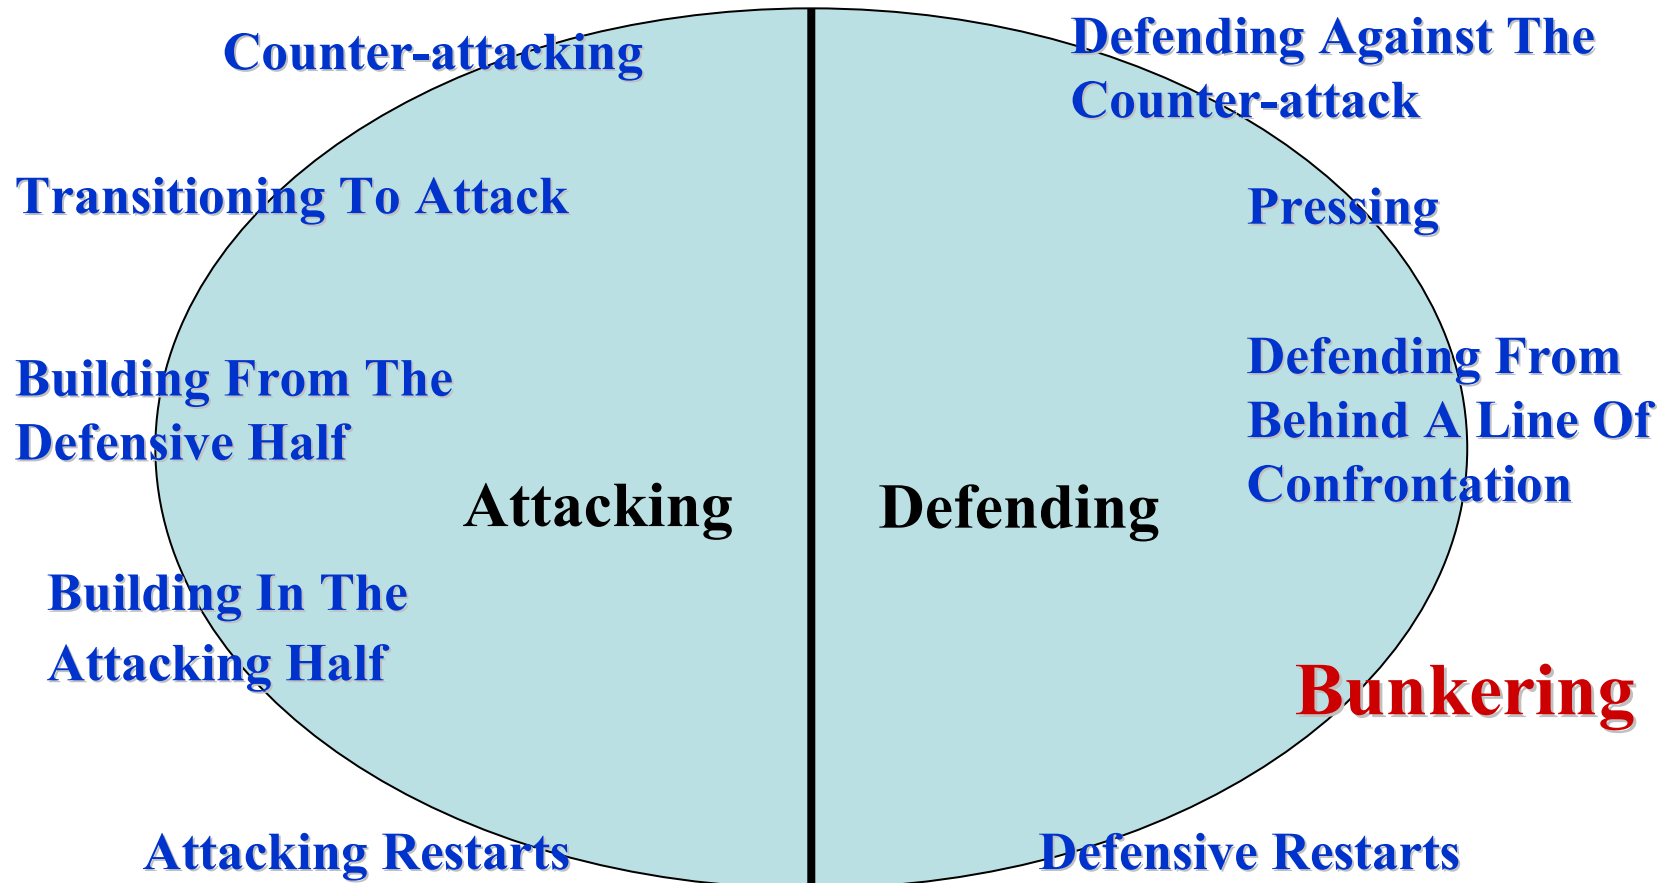 Counter-attacking
Transitioning To Attack
Building From The
Defensive Half
Attacking
Building In The
Attacking Half
Attacking Restarts
Defending Against The
Counter-attack
Pressing
Defending From
Behind A Line Of
Confrontation
Defending
Bunkering
Defensive Restarts